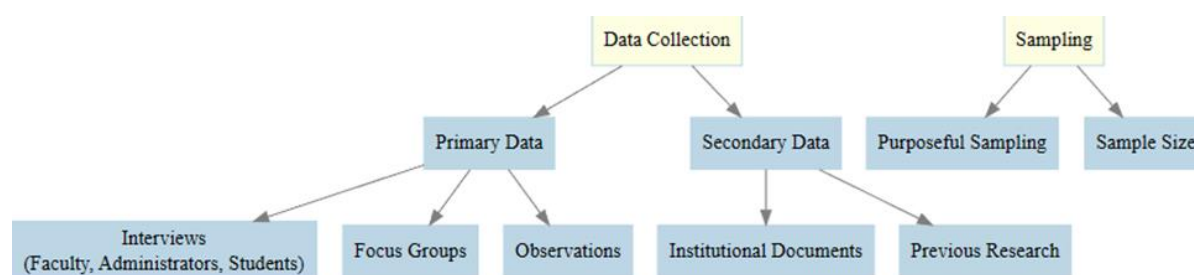 Data Collection
Sampling
Primary Data
Secondary Data
Purposeful Sampling
Sample Size
Interviews
(Faculty, Administrators, Students)
Focus Groups
Observations
Institutional Documents
Previous Research